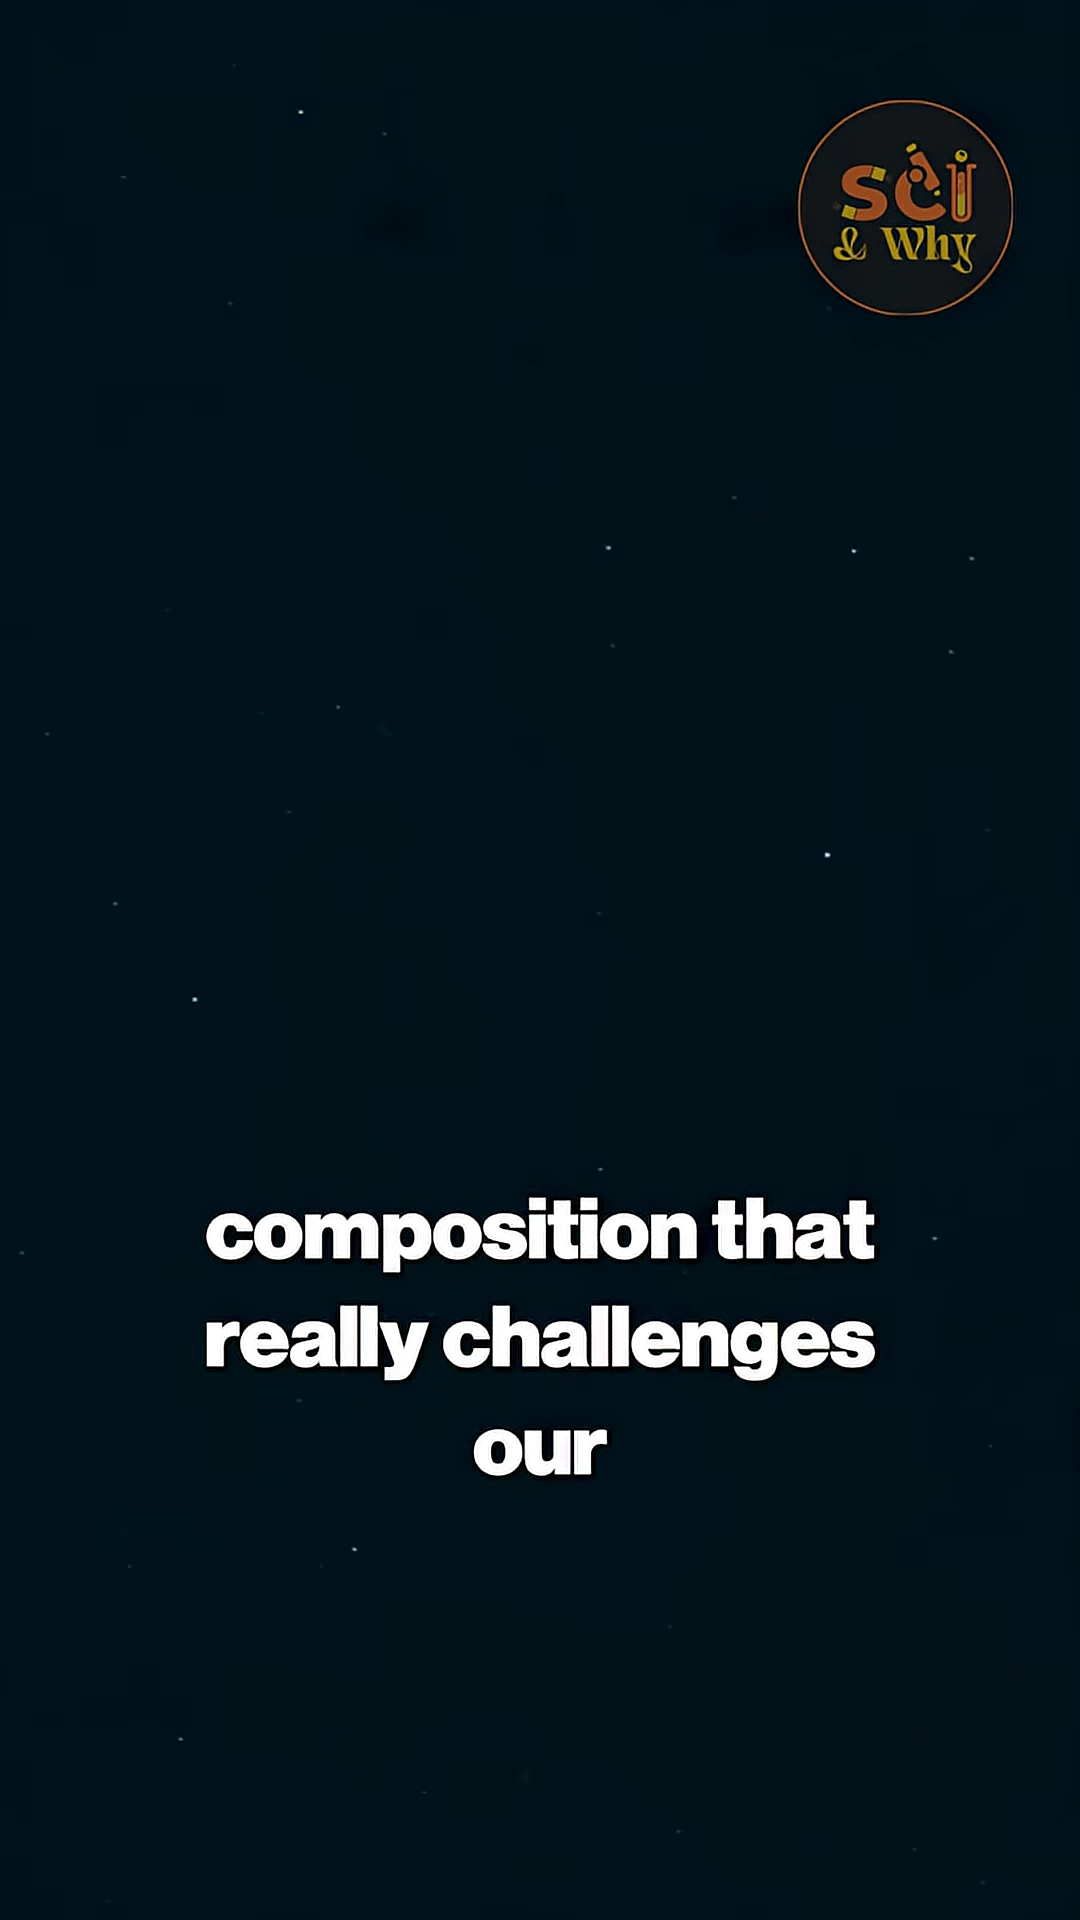 sci
& Why
composition that
really challenges
our